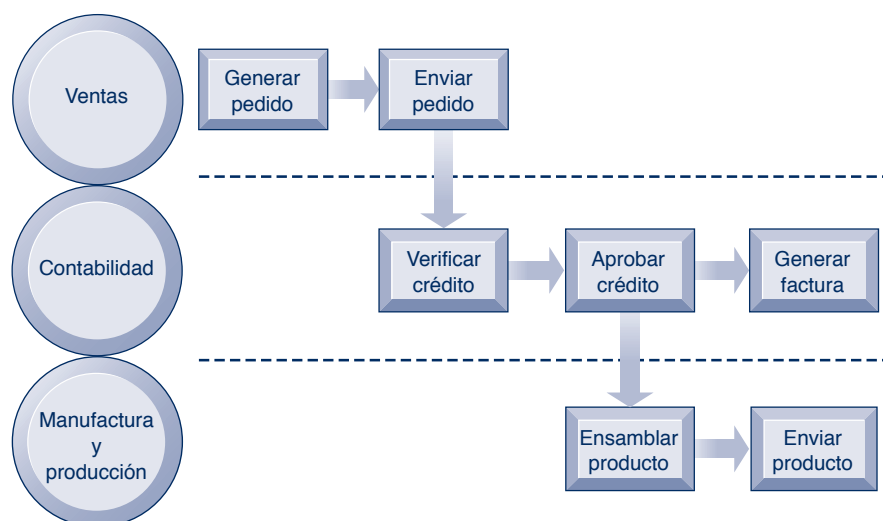 Ventas
Generar
pedido
Enviar
pedido
Contabilidad
Verificar
crédito
Aprobar
crédito
Generar
factura
Manufactura
y
producción
Ensamblar
producto
Enviar
producto